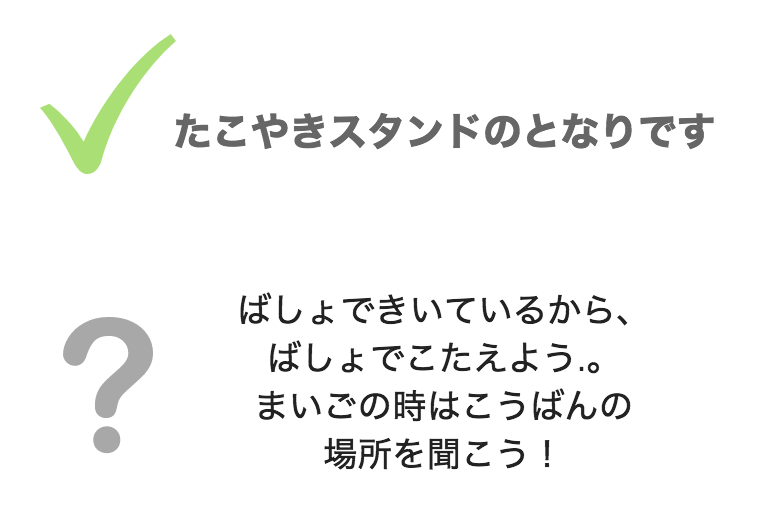 たこやきスタンドのとなりです
ばしょできいているから、
ばしょでこたえよう.。
まいごの時はこうばんの
場所を聞こう！